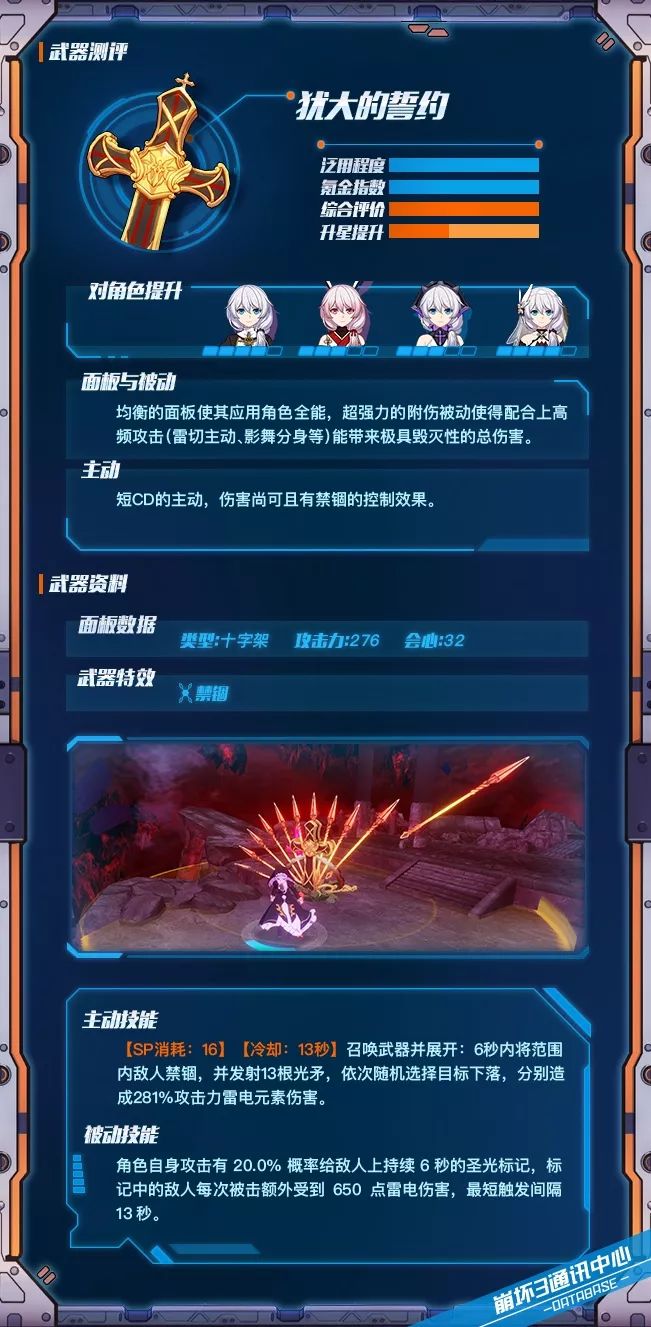 武器测评
犹大的誓约
泛用程度
氪金指数
综合评价
升星提升
对角色提升
面板与被动
均衡的面板使其应用角色全能，超强力的附伤被动使得配合上高
频攻击（雷切主动、影舞分身等）能带来极具毁灭性的总伤害。
主动
短CD的主动，伤害尚可且有禁锢的控制效果。
武器资料
面板数据
类型:十字架 攻击力:276 会心:32
武器特效
禁锢
主动技能
【SP消耗：16】【冷却：13秒】召唤武器并展开：6秒内将范围
内敌人禁锢，并发射13根光矛，依次随机选择目标下落，分别造
成281%攻击力雷电元素伤害。
被动技能
角色自身攻击有 20.0% 概率给敌人上持续 6 秒的圣光标记，标
记中的敌人每次被击额外受到 650 点雷电伤害，最短触发间隔
13 秒。
崩坏3通讯中心
-DATABASE-